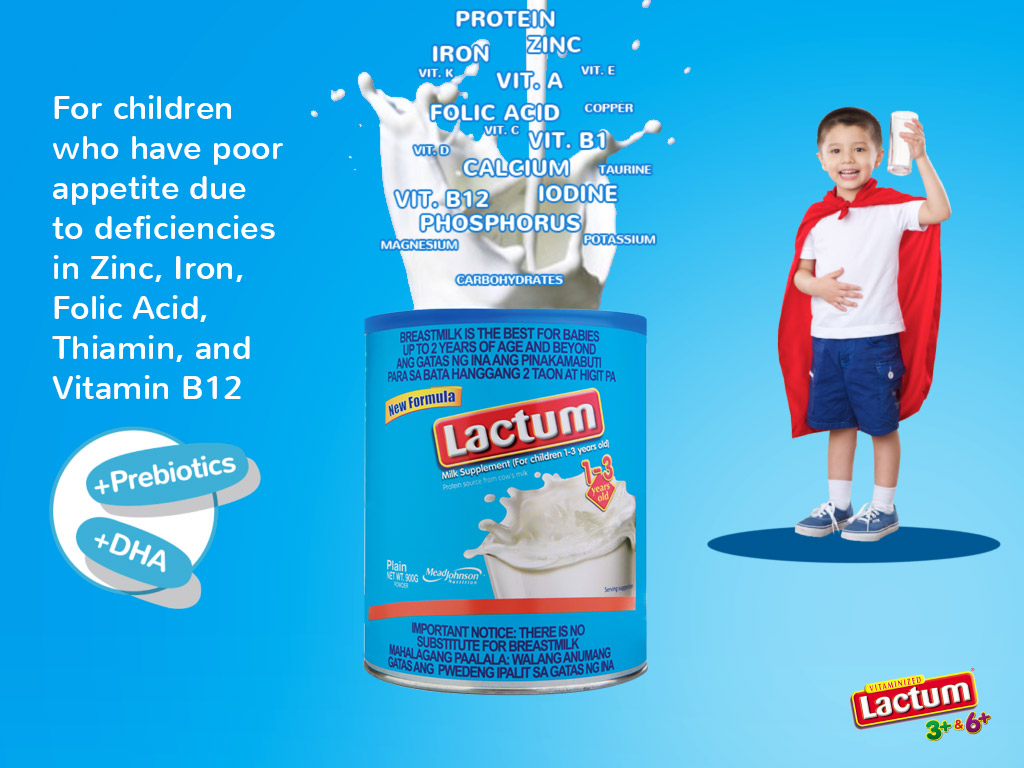 For children
who have poor
appetite due
to deficiencies
in Zinc, Iron,
Folic Acid,
Thiamin, and
Vitamin B12
+Prebiotics
+DHA
PROTEIN
IRON ZINC
VIT. K VIT. A VIT. E
FOLIC ACID COPPER
VIT. C VIT. B1
VIT. D
CALCIUM TAURINE
VIT. B12 IODINE
PHOSPHORUS
MAGNESIUM POTASSIUM
CARBOHYDRATES
BREASTMILK IS THE BEST FOR BABIES
UP TO 2 YEARS OF AGE AND BEYOND
ANG GATAS NG INA ANG PINAKAMABUTI
PARA SA BATA HANGGANG 2 TAON AT HIGIT PA
New Formula
Lactum
Milk Supplement (For children 1-3 years old)
Protein source from cow's milk
1-3
years
old
Plain
NET WT. 900G
POWDER
MeadJohnson
Nutrition
Serving suggestion
IMPORTANT NOTICE: THERE IS NO
SUBSTITUTE FOR BREASTMILK
MAHALAGANG PAALALA: WALANG ANUMANG
GATAS ANG PWEDENG IPALIT SA GATAS NG INA
VITAMINIZED
Lactum
3+ & 6+